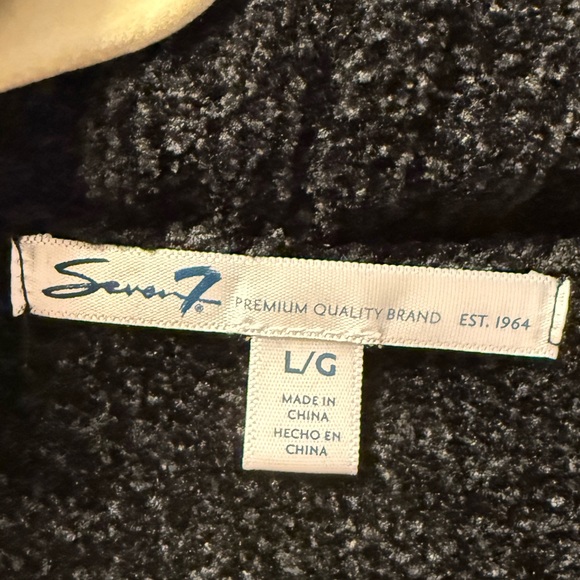 Seven7® PREMIUM QUALITY BRAND EST. 1964
L/G
MADE IN
CHINA
HECHO EN
CHINA